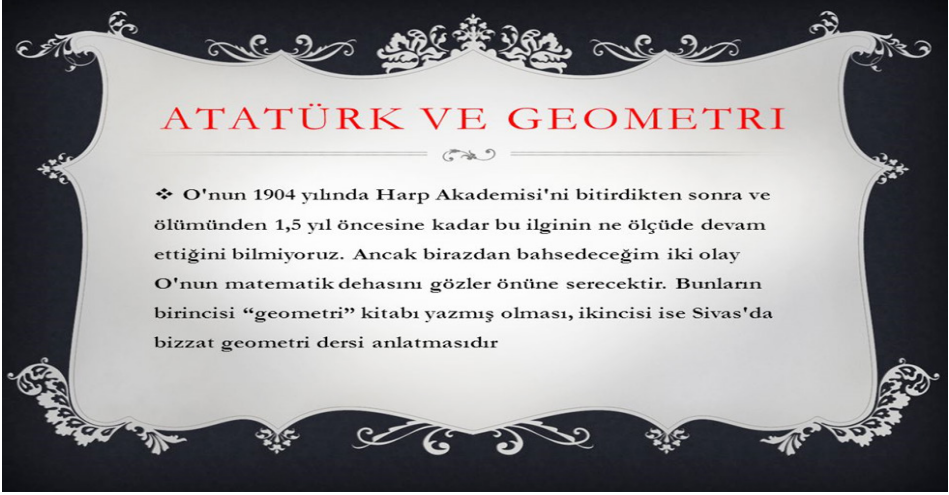 ATATÜRK VE GEOMETRI
❖ O'nun 1904 yılında Harp Akademisi'ni bitirdikten sonra ve
ölümünden 1,5 yıl öncesine kadar bu ilginin ne ölçüde devam
ettiğini bilmiyoruz. Ancak birazdan bahsedeceğim iki olay
O'nun matematik dehasını gözler önüne serecektir. Bunların
birincisi “geometri” kitabı yazmış olması, ikincisi ise Sivas'da
bizzat geometri dersi anlatmasıdır